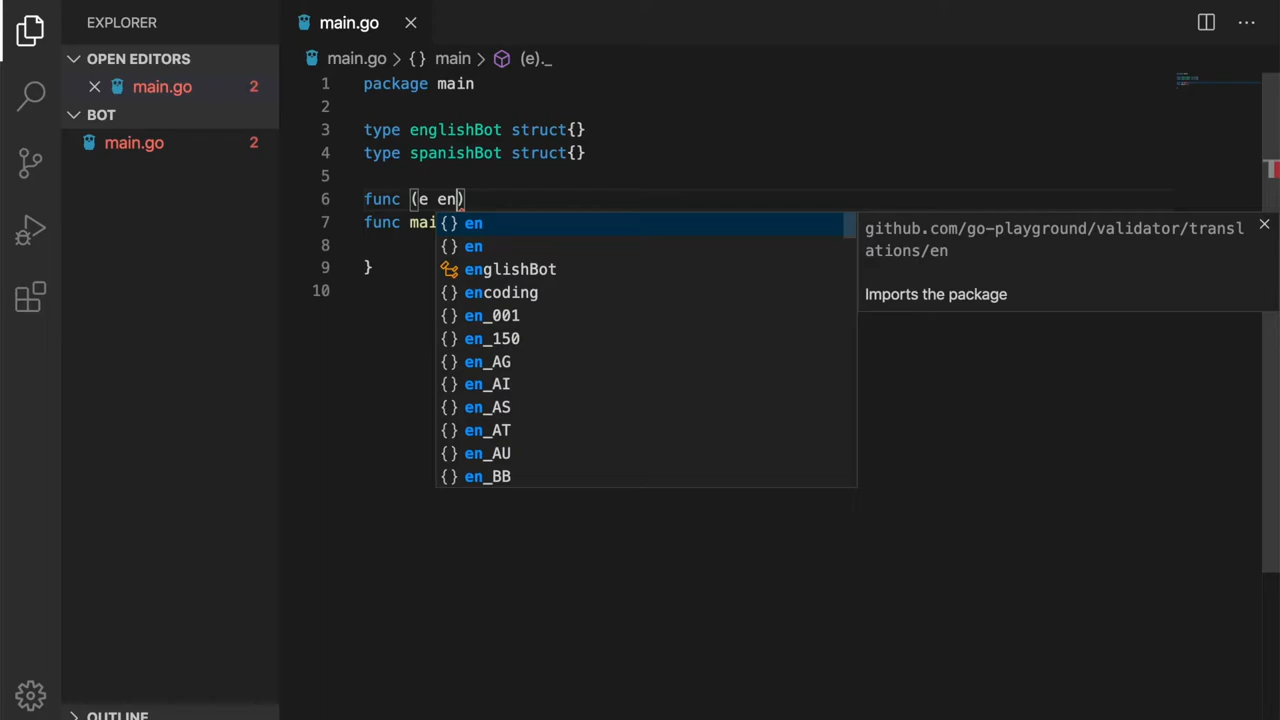 EXPLORER
OPEN EDITORS
main.go 2
BOT
main.go 2
OUTLINE
main.go
main.go > {} main > (e)._
1 package main
2
3 type englishBot struct{}
4 type spanishBot struct{}
5
6 func (e en)
7 func mai
8
9 }
10
{} en
{} en
englishBot
{} encoding
{} en_001
{} en_150
{} en_AG
{} en_AI
{} en_AS
{} en_AT
{} en_AU
{} en_BB
github.com/go-playground/validator/transl
ations/en
Imports the package